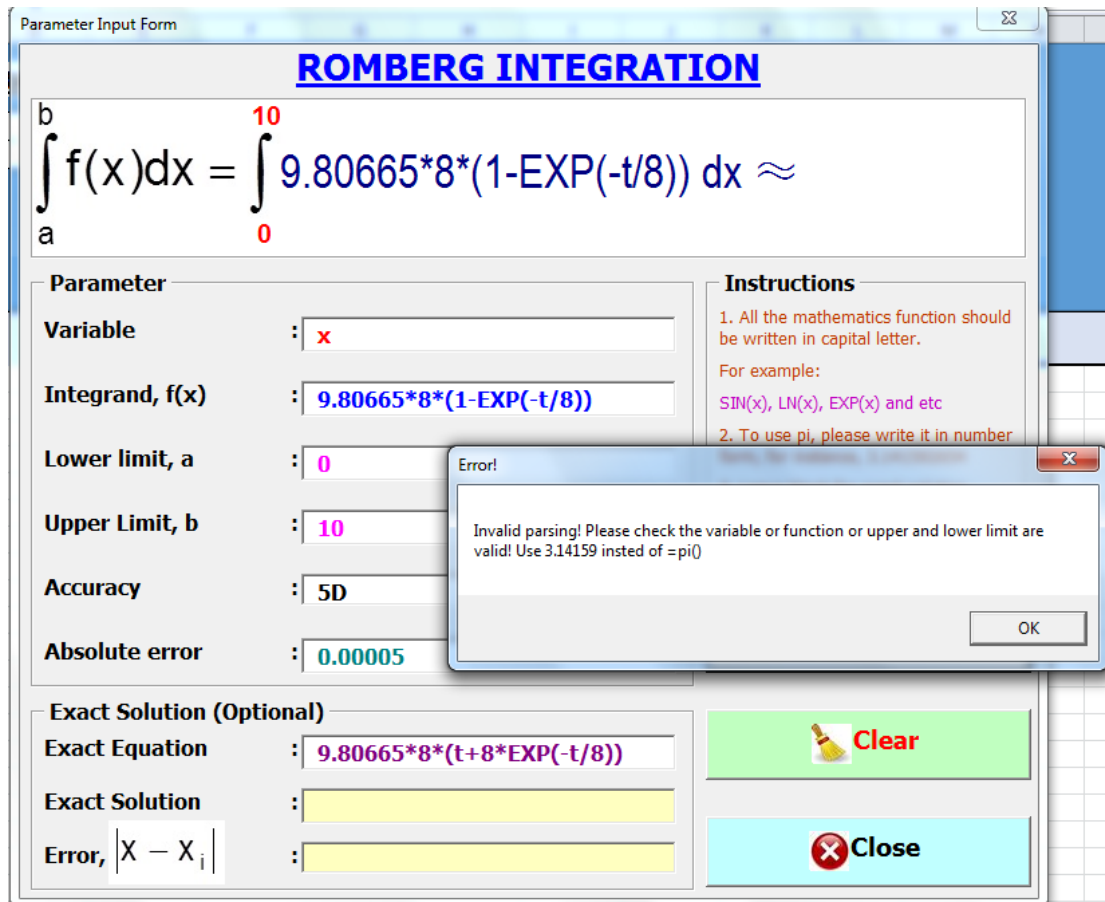 Parameter Input Form
ROMBERG INTEGRATION
b
∫ f(x)dx = ∫ 9.80665*8*(1-EXP(-t/8)) dx ≈
a
10
0
Parameter
Variable : x
Integrand, f(x) : 9.80665*8*(1-EXP(-t/8))
Lower limit, a : 0
Upper Limit, b : 10
Accuracy : 5D
Absolute error : 0.00005
Instructions
1. All the mathematics function should
be written in capital letter.
For example:
SIN(x), LN(x), EXP(x) and etc
2. To use pi, please write it in number
Error!
Invalid parsing! Please check the variable or function or upper and lower limit are
valid! Use 3.14159 insted of =pi()
OK
Exact Solution (Optional)
Exact Equation : 9.80665*8*(t+8*EXP(-t/8))
Exact Solution :
Error, |X - Xi| :
Clear
Close